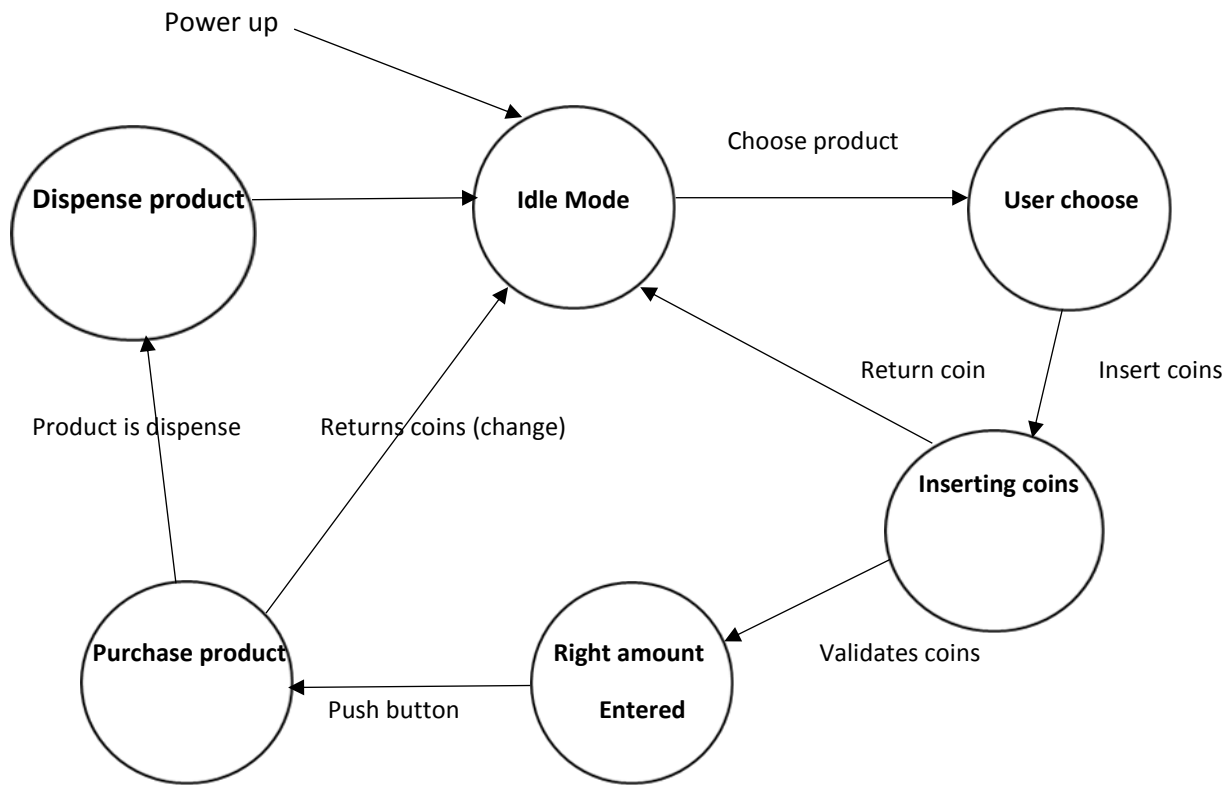 Power up
Choose product
Dispense product
Idle Mode
User choose
Return coin
Insert coins
Product is dispense
Returns coins (change)
Inserting coins
Purchase product
Right amount
Entered
Validates coins
Push button